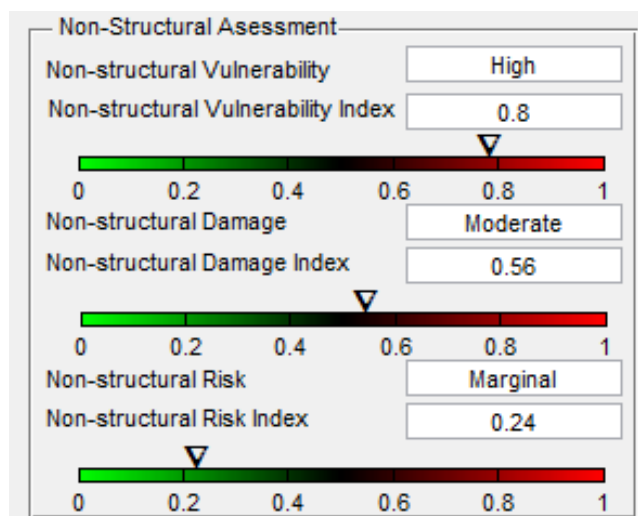 Non-Structural Asessment
Non-structural Vulnerability High
Non-structural Vulnerability Index 0.8
0 0.2 0.4 0.6 0.8 1
Non-structural Damage Moderate
Non-structural Damage Index 0.56
0 0.2 0.4 0.6 0.8 1
Non-structural Risk Marginal
Non-structural Risk Index 0.24
0 0.2 0.4 0.6 0.8 1